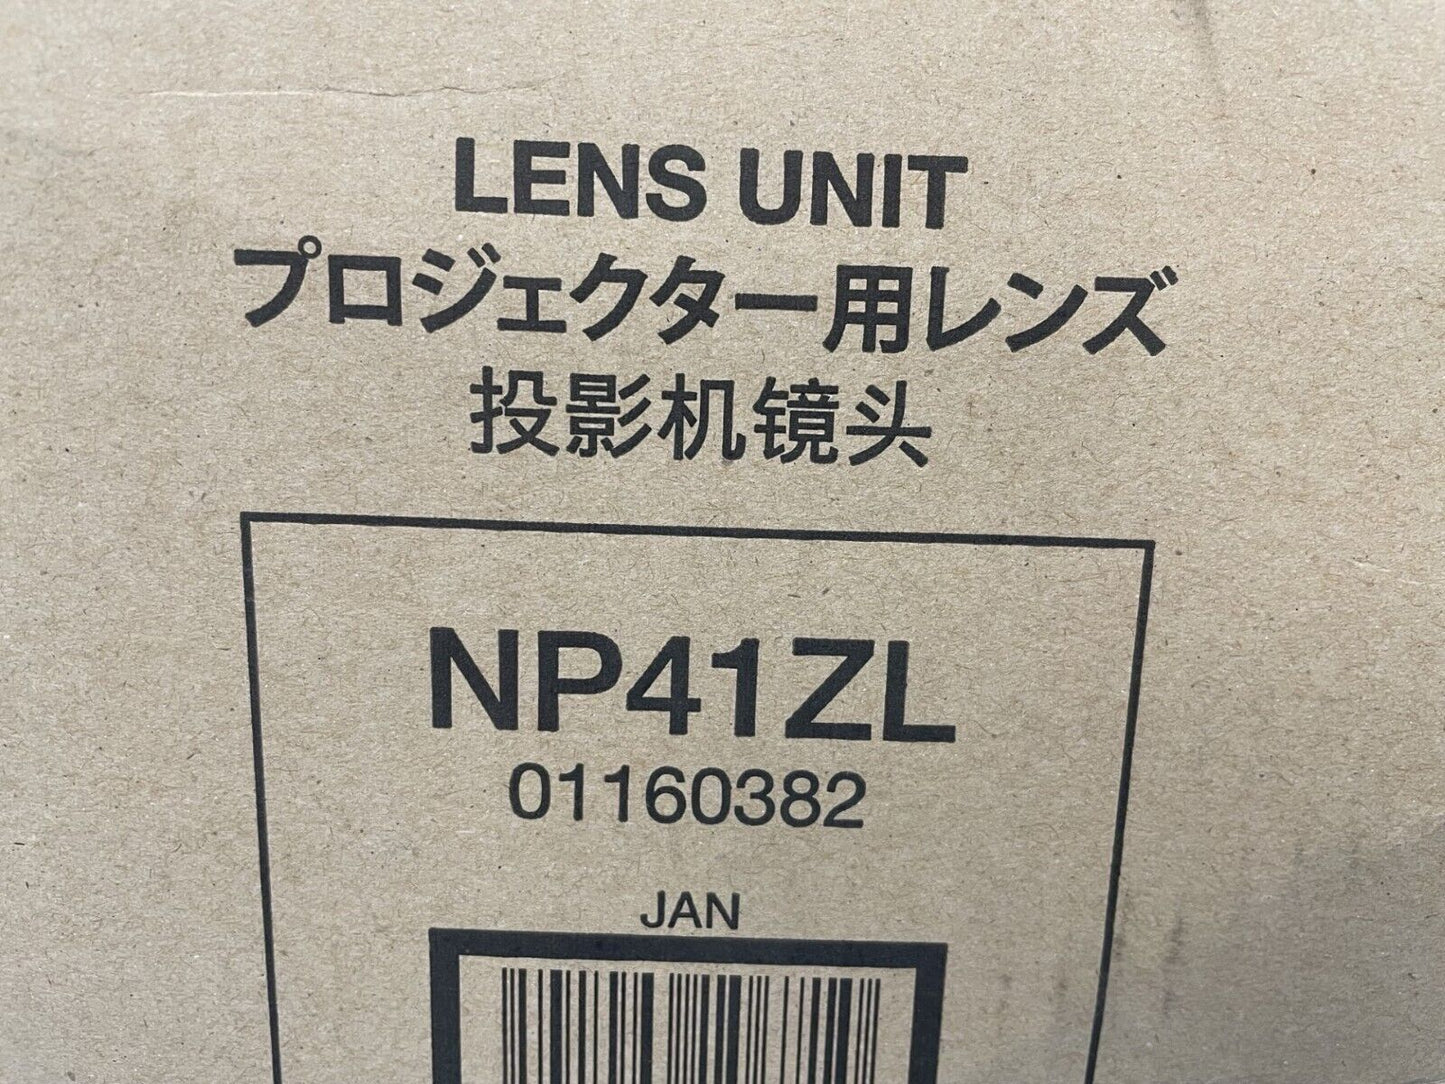 LENS UNIT
プロジェクター用レンズ
投影机镜头
NP41ZL
01160382
JAN